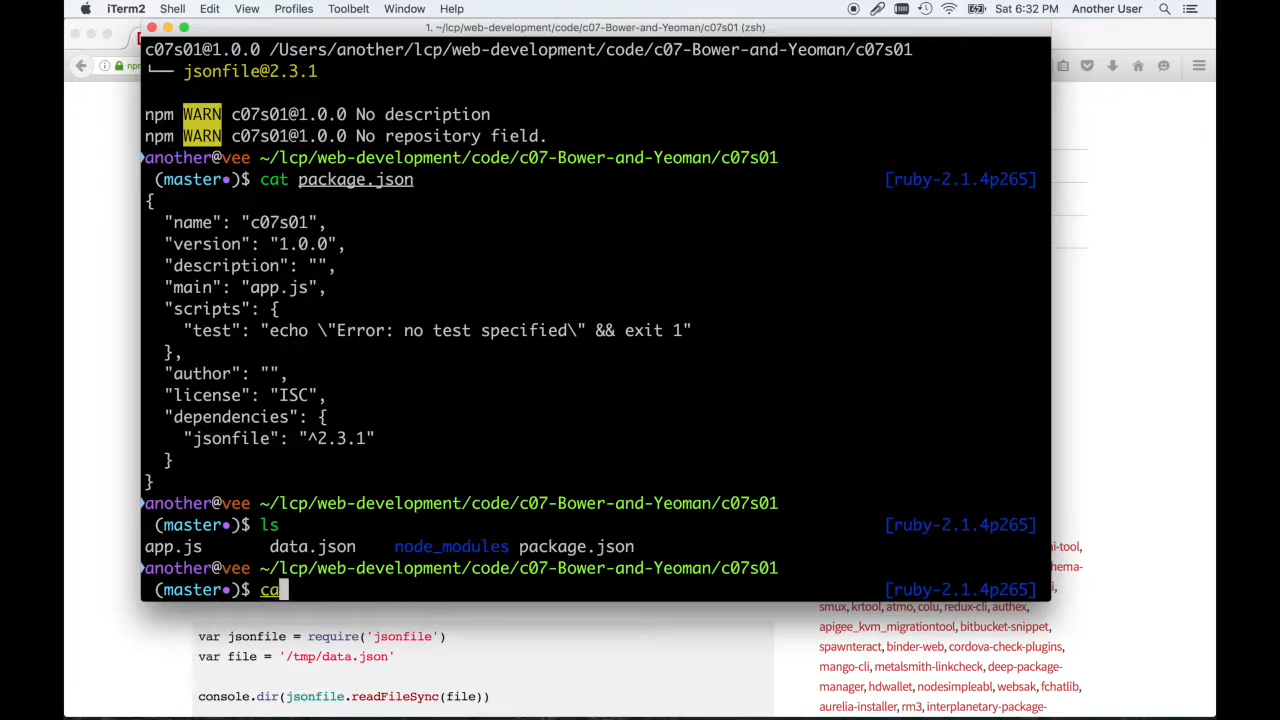 iTerm2 Shell Edit View Profiles Toolbelt Window Help Sat 6:32 PM Another User
1. ~/lcp/web-development/code/c07-Bower-and-Yeoman/c07s01 (zsh)
c07s01@1.0.0 /Users/another/lcp/web-development/code/c07-Bower-and-Yeoman/c07s01
└── jsonfile@2.3.1
npm WARN c07s01@1.0.0 No description
npm WARN c07s01@1.0.0 No repository field.
another@vee ~/lcp/web-development/code/c07-Bower-and-Yeoman/c07s01
(master•)$ cat package.json [ruby-2.1.4p265]
{
"name": "c07s01",
"version": "1.0.0",
"description": "",
"main": "app.js",
"scripts": {
"test": "echo \"Error: no test specified\" && exit 1"
},
"author": "",
"license": "ISC",
"dependencies": {
"jsonfile": "^2.3.1"
}
}
another@vee ~/lcp/web-development/code/c07-Bower-and-Yeoman/c07s01
(master•)$ ls [ruby-2.1.4p265]
app.js data.json node_modules package.json
another@vee ~/lcp/web-development/code/c07-Bower-and-Yeoman/c07s01
(master•)$ ca [ruby-2.1.4p265]
smux, krtool, atmo, colu, redux-cli, authex,
apigee_kvm_migrationtool, bitbucket-snippet,
spawnteract, binder-web, cordova-check-plugins,
mango-cli, metalsmith-linkcheck, deep-package-
manager, hdwallet, nodesimpleabl, websak, fchatlib,
aurelia-installer, rm3, interplanetary-package-
var jsonfile = require('jsonfile')
var file = '/tmp/data.json'
console.dir(jsonfile.readFileSync(file))